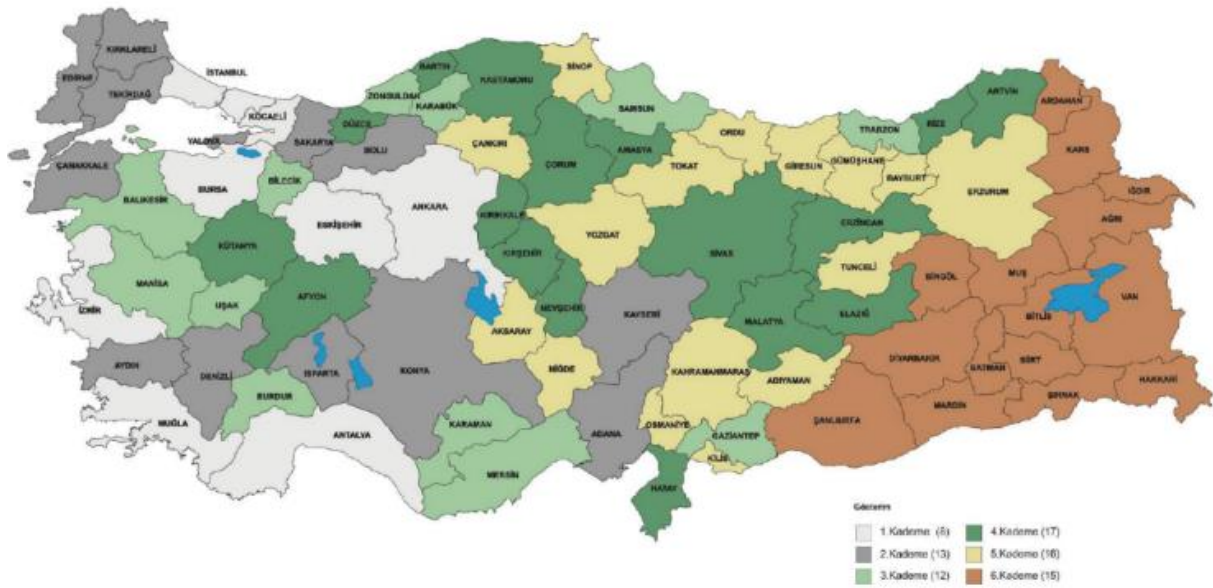 KIRKLARELİ
EDİRNE
TEKİRDAĞ
İSTANBUL
KOCAELİ
YALOVA
SAKARYA
DÜZCE
BOLU
ZONGULDAK
BARTIN
KARABÜK
KASTAMONU
SİNOP
SAMSUN
ÇANKIRI
ÇORUM
AMASYA
ORDU
TOKAT
GİRESUN
GÜMÜŞHANE
TRABZON
BAYBURT
RİZE
ARTVİN
ARDAHAN
KARS
IĞDIR
AĞRI
ERZURUM
ERZİNCAN
ÇANAKKALE
BALIKESİR
BURSA
BİLECİK
ESKİŞEHİR
ANKARA
KIRIKKALE
KIRŞEHİR
YOZGAT
SİVAS
TUNCELİ
BİNGÖL
MUŞ
BİTLİS
VAN
KÜTAHYA
MANİSA
UŞAK
AFYON
İZMİR
AKSARAY
NEVŞEHİR
KAYSERİ
MALATYA
ELAZIĞ
DİYARBAKIR
BATMAN
SİİRT
ŞIRNAK
HAKKARİ
MARDİN
ŞANLIURFA
ADIYAMAN
KAHRAMANMARAŞ
AYDIN
DENİZLİ
ISPARTA
KONYA
NİĞDE
BURDUR
MUĞLA
ANTALYA
KARAMAN
MERSİN
ADANA
OSMANİYE
GAZİANTEP
KİLİS
HATAY
Gösterim
1.Kademe (8)
4.Kademe (17)
2.Kademe (13)
5.Kademe (16)
3.Kademe (12)
6.Kademe (15)